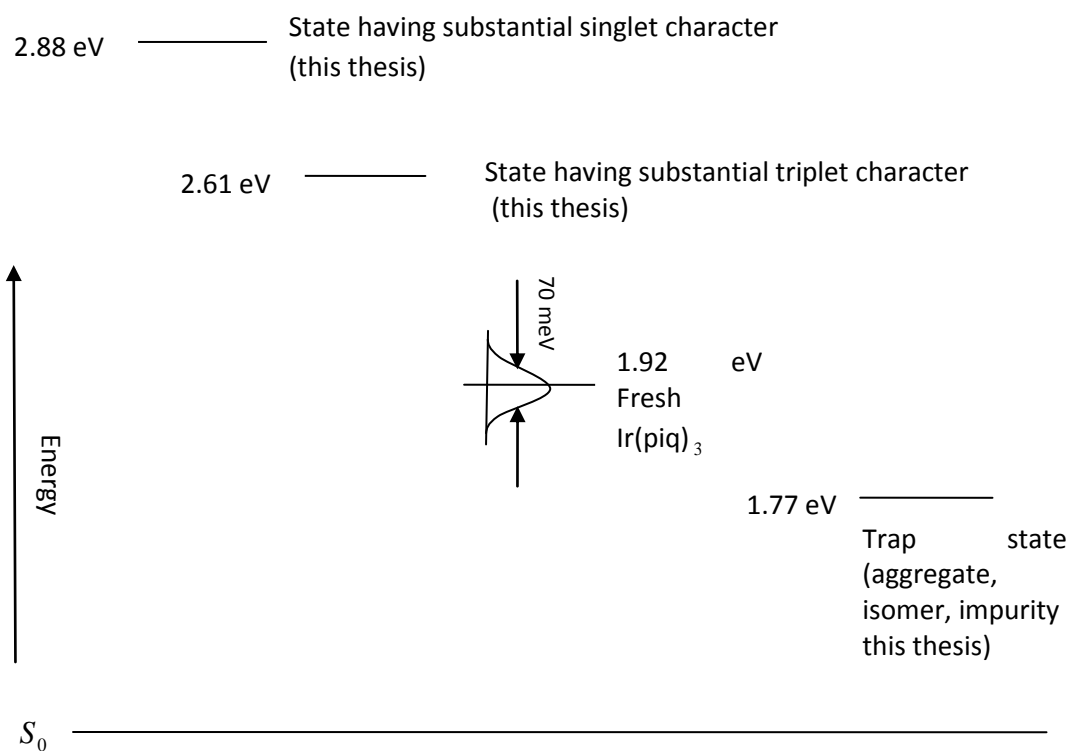 2.88 eV
State having substantial singlet character
(this thesis)
2.61 eV
State having substantial triplet character
(this thesis)
70 meV
1.92 eV
Fresh
Ir(piq)₃
Energy
1.77 eV
Trap state
(aggregate,
isomer, impurity
this thesis)
S₀